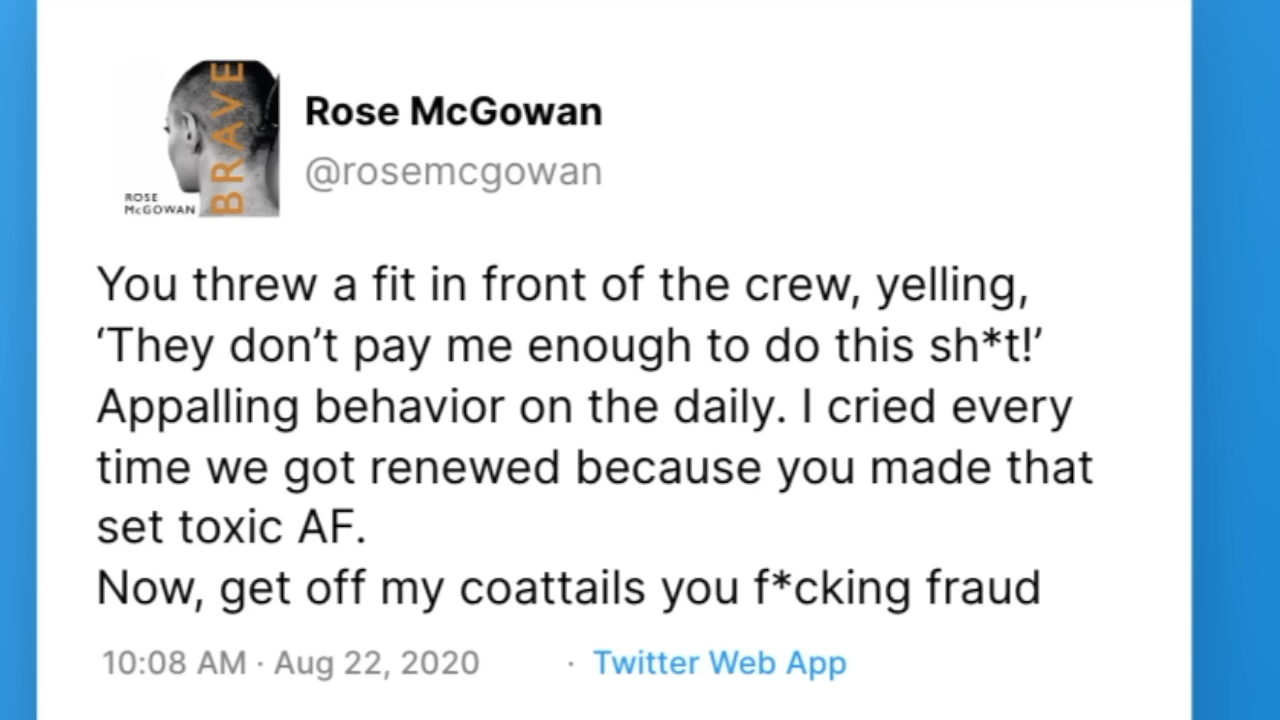 BRAVE
ROSE
McGOWAN
Rose McGowan
@rosemcgowan
You threw a fit in front of the crew, yelling,
‘They don’t pay me enough to do this sh*t!’
Appalling behavior on the daily. I cried every
time we got renewed because you made that
set toxic AF.
Now, get off my coattails you f*cking fraud
10:08 AM · Aug 22, 2020 · Twitter Web App